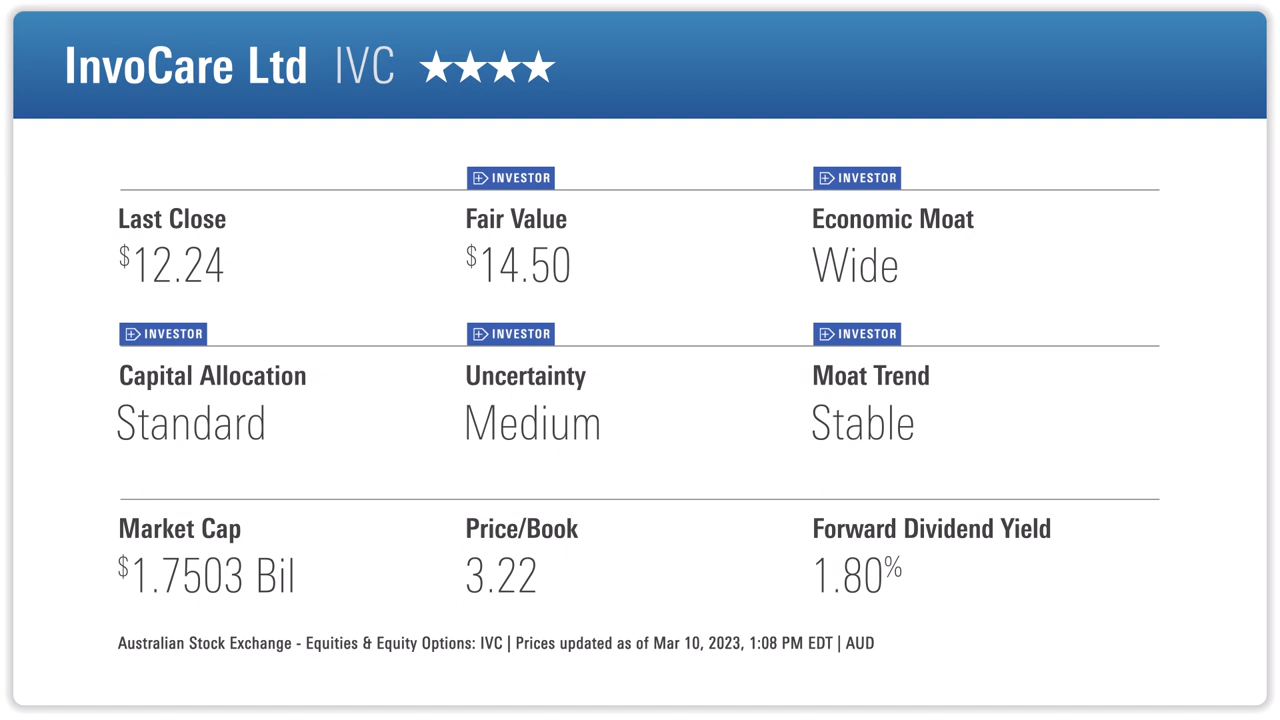 InvoCare Ltd IVC ★★★★
INVESTOR INVESTOR
Last Close Fair Value Economic Moat
$12.24 $14.50 Wide
INVESTOR INVESTOR INVESTOR
Capital Allocation Uncertainty Moat Trend
Standard Medium Stable
Market Cap Price/Book Forward Dividend Yield
$1.7503 Bil 3.22 1.80%
Australian Stock Exchange - Equities & Equity Options: IVC | Prices updated as of Mar 10, 2023, 1:08 PM EDT | AUD